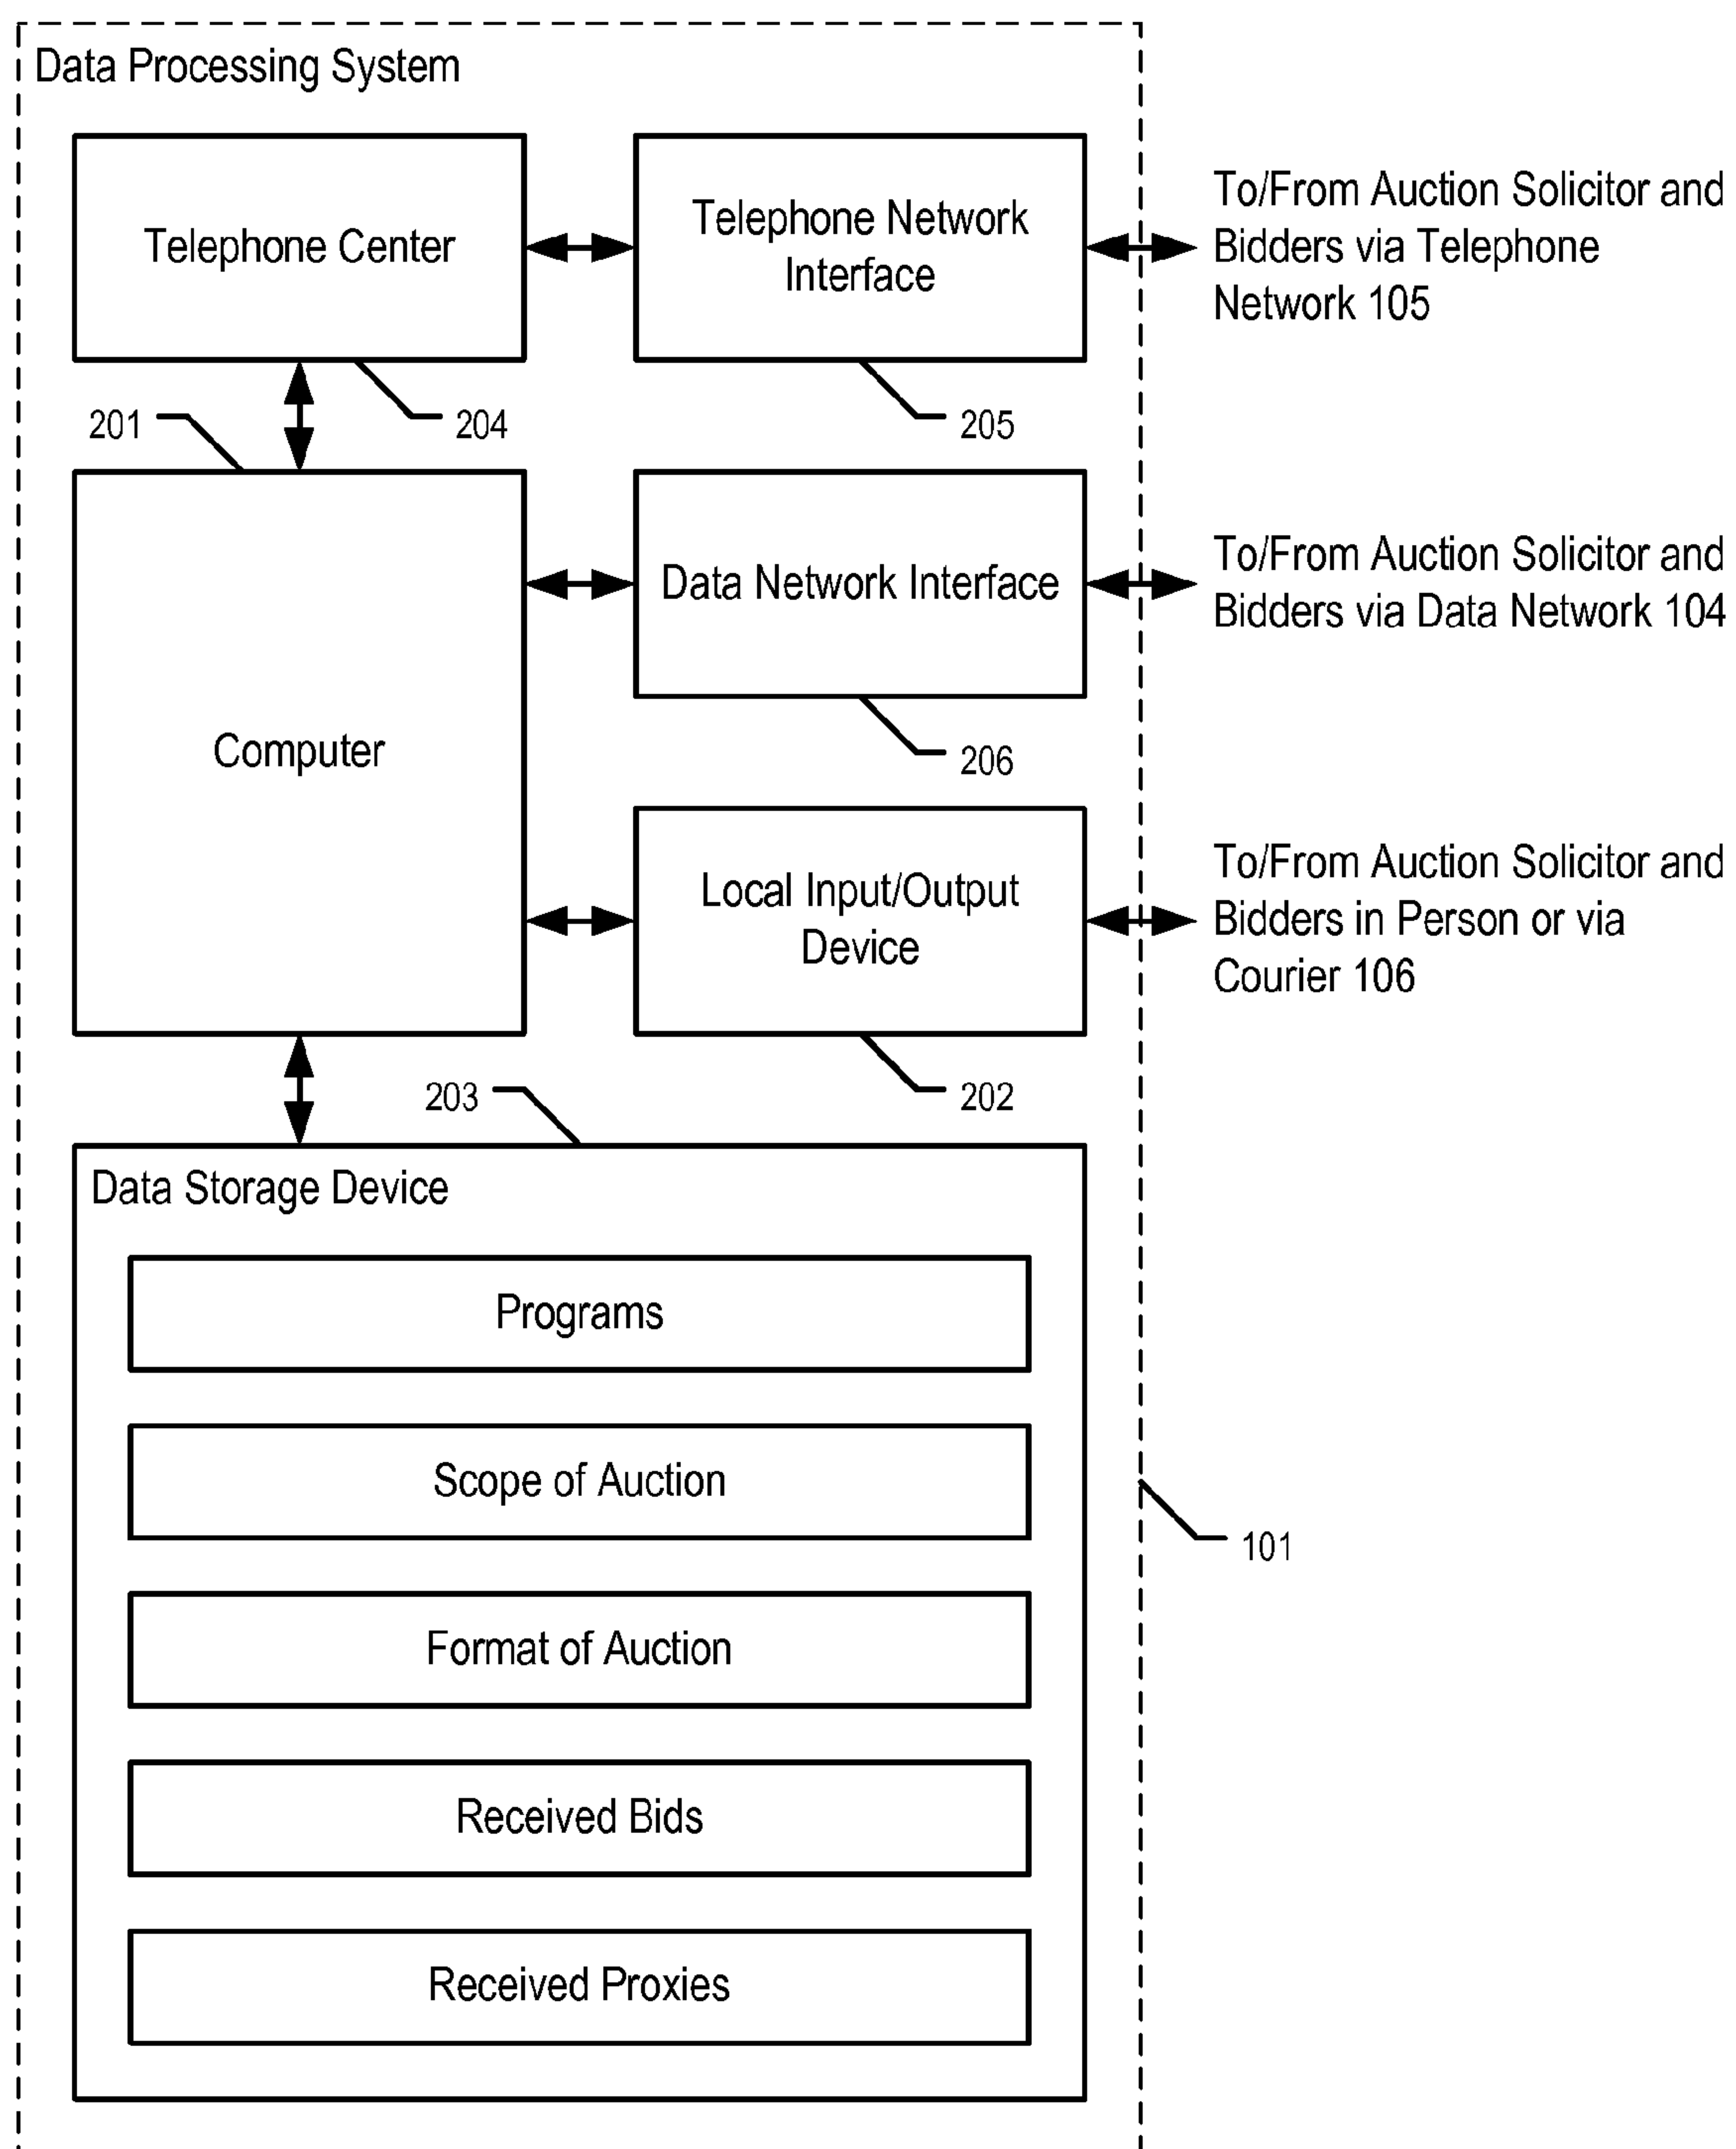 Data Processing System
Telephone Center
Telephone Network
Interface
To/From Auction Solicitor and
Bidders via Telephone
Network 105
201
204
205
Computer
Data Network Interface
To/From Auction Solicitor and
Bidders via Data Network 104
206
Local Input/Output
Device
To/From Auction Solicitor and
Bidders in Person or via
Courier 106
203
202
Data Storage Device
Programs
Scope of Auction
Format of Auction
Received Bids
Received Proxies
101